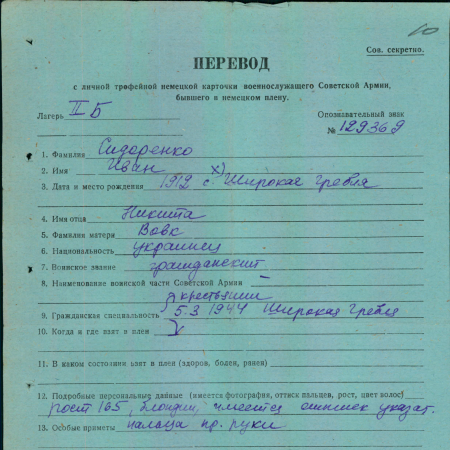 10
Сов. секретно.
ПЕРЕВОД
с личной трофейной немецкой карточки военнослужащего Советской Армии,
бывшего в немецком плену.
Лагерь II Б
Опознавательный знак
№ 129369
1. Фамилия Сидоренко
2. Имя Иван х)
3. Дата и место рождения 1912 с. Широкая Гребля
4. Имя отца Никита
5. Фамилия матери Вовк
6. Национальность украинец
7. Воинское звание гражданский
8. Наименование воинской части Советской Армии —
9. Гражданская специальность крестьянин
10. Когда и где взят в плен 5.3 1944 Широкая Гребля
11. В каком состоянии взят в плен (здоров, болен, ранен)
12. Подробные персональные данные (имеется фотография, оттиск пальцев, рост, цвет волос)
рост 165, блондин, имеется оттиск указат.
13. Особые приметы пальца пр. руки